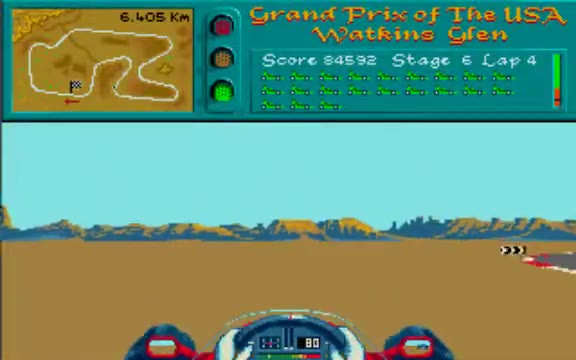 6.405 Km
Grand Prix of The USA
Watkins Glen
Score 84592 Stage 6 Lap 4
80